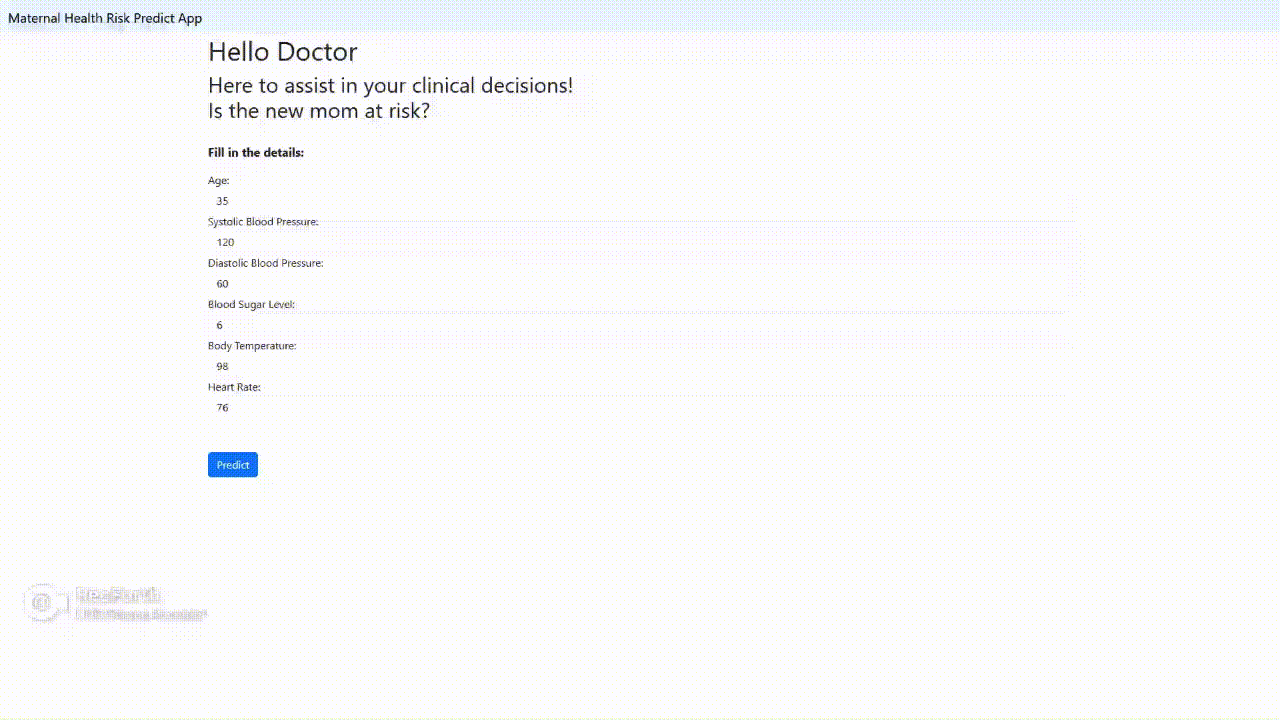 Maternal Health Risk Predict App
Hello Doctor
Here to assist in your clinical decisions!
Is the new mom at risk?
Fill in the details:
Age:
35
Systolic Blood Pressure:
120
Diastolic Blood Pressure:
60
Blood Sugar Level:
6
Body Temperature:
98
Heart Rate:
76
Predict